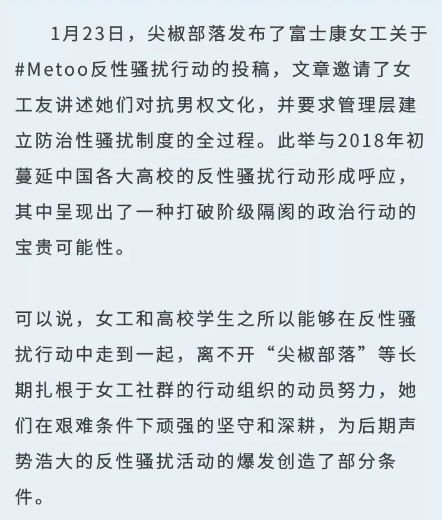 1月23日，尖椒部落发布了富士康女工关于
#Metoo反性骚扰行动的投稿，文章邀请了女
工友讲述她们对抗男权文化，并要求管理层建
立防治性骚扰制度的全过程。此举与2018年初
蔓延中国各大高校的反性骚扰行动形成呼应，
其中呈现出了一种打破阶级隔阂的政治行动的
宝贵可能性。
可以说，女工和高校学生之所以能够在反性骚
扰行动中走到一起，离不开“尖椒部落”等长
期扎根于女工社群的行动组织的动员努力，她
们在艰难条件下顽强的坚守和深耕，为后期声
势浩大的反性骚扰活动的爆发创造了部分条
件。